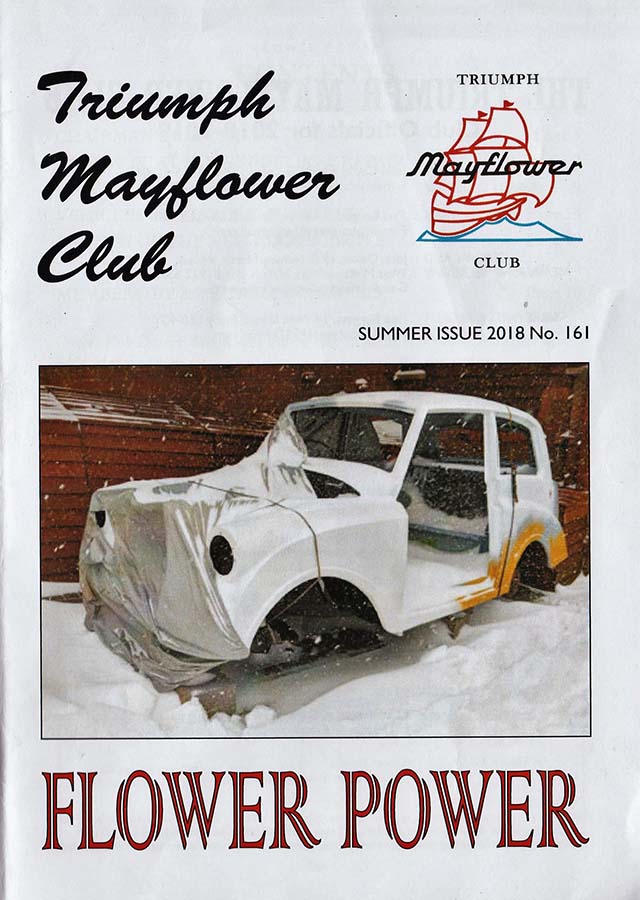 Triumph
Mayflower
Club
TRIUMPH
Mayflower
CLUB
SUMMER ISSUE 2018 No. 161
FLOWER POWER